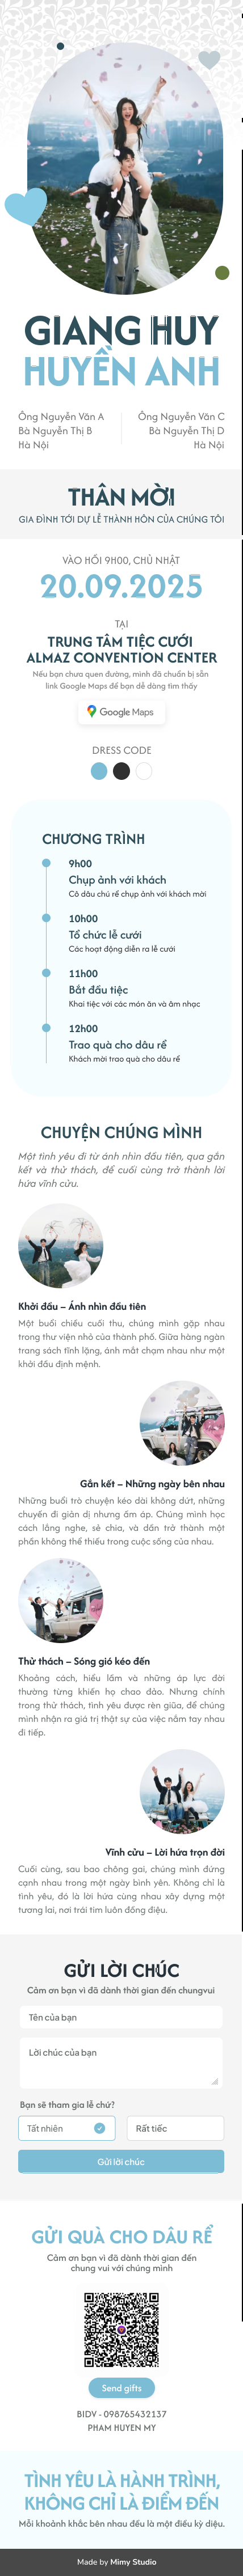 GIANG HUY
HUYỀN ANH
Ông Nguyễn Văn A
Bà Nguyễn Thị B
Hà Nội
Ông Nguyễn Văn C
Bà Nguyễn Thị D
Hà Nội
THÂN MỜI
GIA ĐÌNH TỚI DỰ LỄ THÀNH HÔN CỦA CHÚNG TÔI
VÀO HỒI 9H00, CHỦ NHẬT
20.09.2025
TẠI
TRUNG TÂM TIỆC CƯỚI
ALMAZ CONVENTION CENTER
Nếu bạn chưa quen đường, mình đã chuẩn bị sẵn
link Google Maps để bạn dễ dàng tìm thấy
Google Maps
DRESS CODE
CHƯƠNG TRÌNH
9h00
Chụp ảnh với khách
Cô dâu chú rể chụp ảnh với khách mời
10h00
Tổ chức lễ cưới
Các hoạt động diễn ra lễ cưới
11h00
Bắt đầu tiệc
Khai tiệc với các món ăn và âm nhạc
12h00
Trao quà cho dâu rể
Khách mời trao quà cho dâu rể
CHUYỆN CHÚNG MÌNH
Một tình yêu đi từ ánh nhìn đầu tiên, qua gắn
kết và thử thách, để cuối cùng trở thành lời
hứa vĩnh cửu.
Khởi đầu – Ánh nhìn đầu tiên
Một buổi chiều cuối thu, chúng mình gặp nhau
trong thư viện nhỏ của thành phố. Giữa hàng ngàn
trang sách tĩnh lặng, ánh mắt chạm nhau như một
khởi đầu định mệnh.
Gắn kết – Những ngày bên nhau
Những buổi trò chuyện kéo dài không dứt, những
chuyến đi giản dị nhưng ấm áp. Chúng mình học
cách lắng nghe, sẻ chia, và dần trở thành một
phần không thể thiếu trong cuộc sống của nhau.
Thử thách – Sóng gió kéo đến
Khoảng cách, hiểu lầm và những áp lực đời
thường từng khiến họ chao đảo. Nhưng chính
trong thử thách, tình yêu được rèn giũa, để chúng
mình nhận ra giá trị thật sự của việc nắm tay nhau
đi tiếp.
Vĩnh cửu – Lời hứa trọn đời
Cuối cùng, sau bao chông gai, chúng mình đứng
cạnh nhau trong một ngày bình yên. Không chỉ là
tình yêu, đó là lời hứa cùng nhau xây dựng một
tương lai, nơi trái tim luôn đồng điệu.
GỬI LỜI CHÚC
Cảm ơn bạn vì đã dành thời gian đến chungvui
Tên của bạn
Lời chúc của bạn
Bạn sẽ tham gia lễ chứ?
Tất nhiên
Rất tiếc
Gửi lời chúc
GỬI QUÀ CHO DÂU RỂ
Cảm ơn bạn vì đã dành thời gian đến
chung vui với chúng mình
Send gifts
BIDV - 098765432137
PHAM HUYEN MY
TÌNH YÊU LÀ HÀNH TRÌNH,
KHÔNG CHỈ LÀ ĐIỂM ĐẾN
Mỗi khoảnh khắc bên nhau đều là một điều kỳ diệu.
Made by Mimy Studio